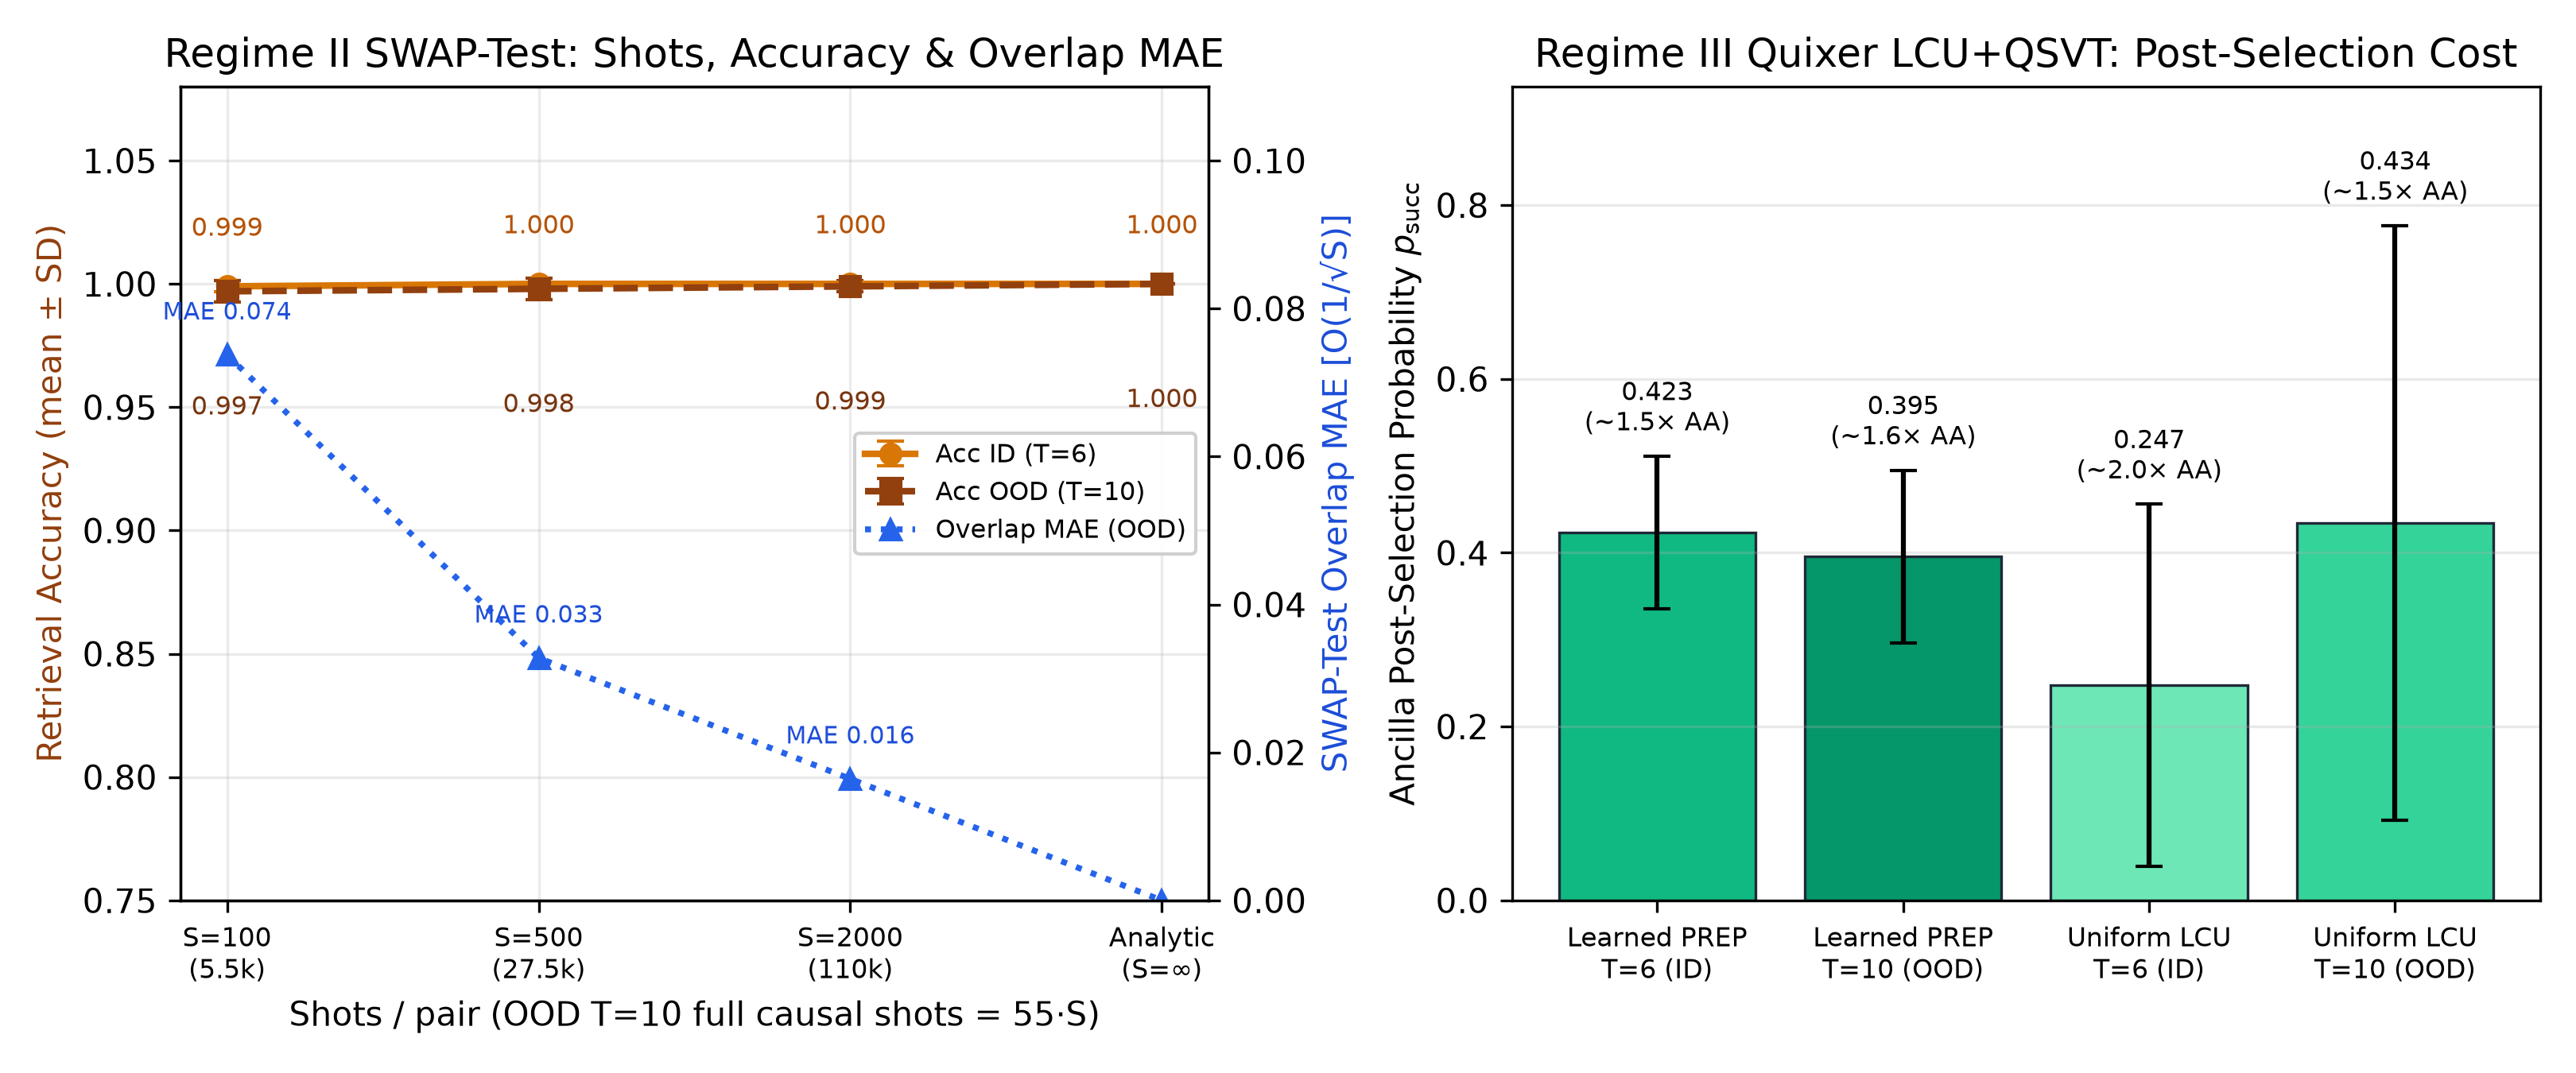 Regime II SWAP-Test: Shots, Accuracy & Overlap MAE
Retrieval Accuracy (mean ± SD)
1.05
1.00
0.95
0.90
0.85
0.80
0.75
0.999
1.000
1.000
1.000
MAE 0.074
0.997
0.998
0.999
1.000
MAE 0.033
MAE 0.016
Acc ID (T=6)
Acc OOD (T=10)
Overlap MAE (OOD)
0.10
0.08
0.06
0.04
0.02
0.00
SWAP-Test Overlap MAE [O(1/√S)]
S=100
(5.5k)
S=500
(27.5k)
S=2000
(110k)
Analytic
(S=∞)
Shots / pair (OOD T=10 full causal shots = 55·S)
Regime III Quixer LCU+QSVT: Post-Selection Cost
Ancilla Post-Selection Probability psucc
0.8
0.6
0.4
0.2
0.0
0.423
(~1.5× AA)
0.395
(~1.6× AA)
0.247
(~2.0× AA)
0.434
(~1.5× AA)
Learned PREP
T=6 (ID)
Learned PREP
T=10 (OOD)
Uniform LCU
T=6 (ID)
Uniform LCU
T=10 (OOD)